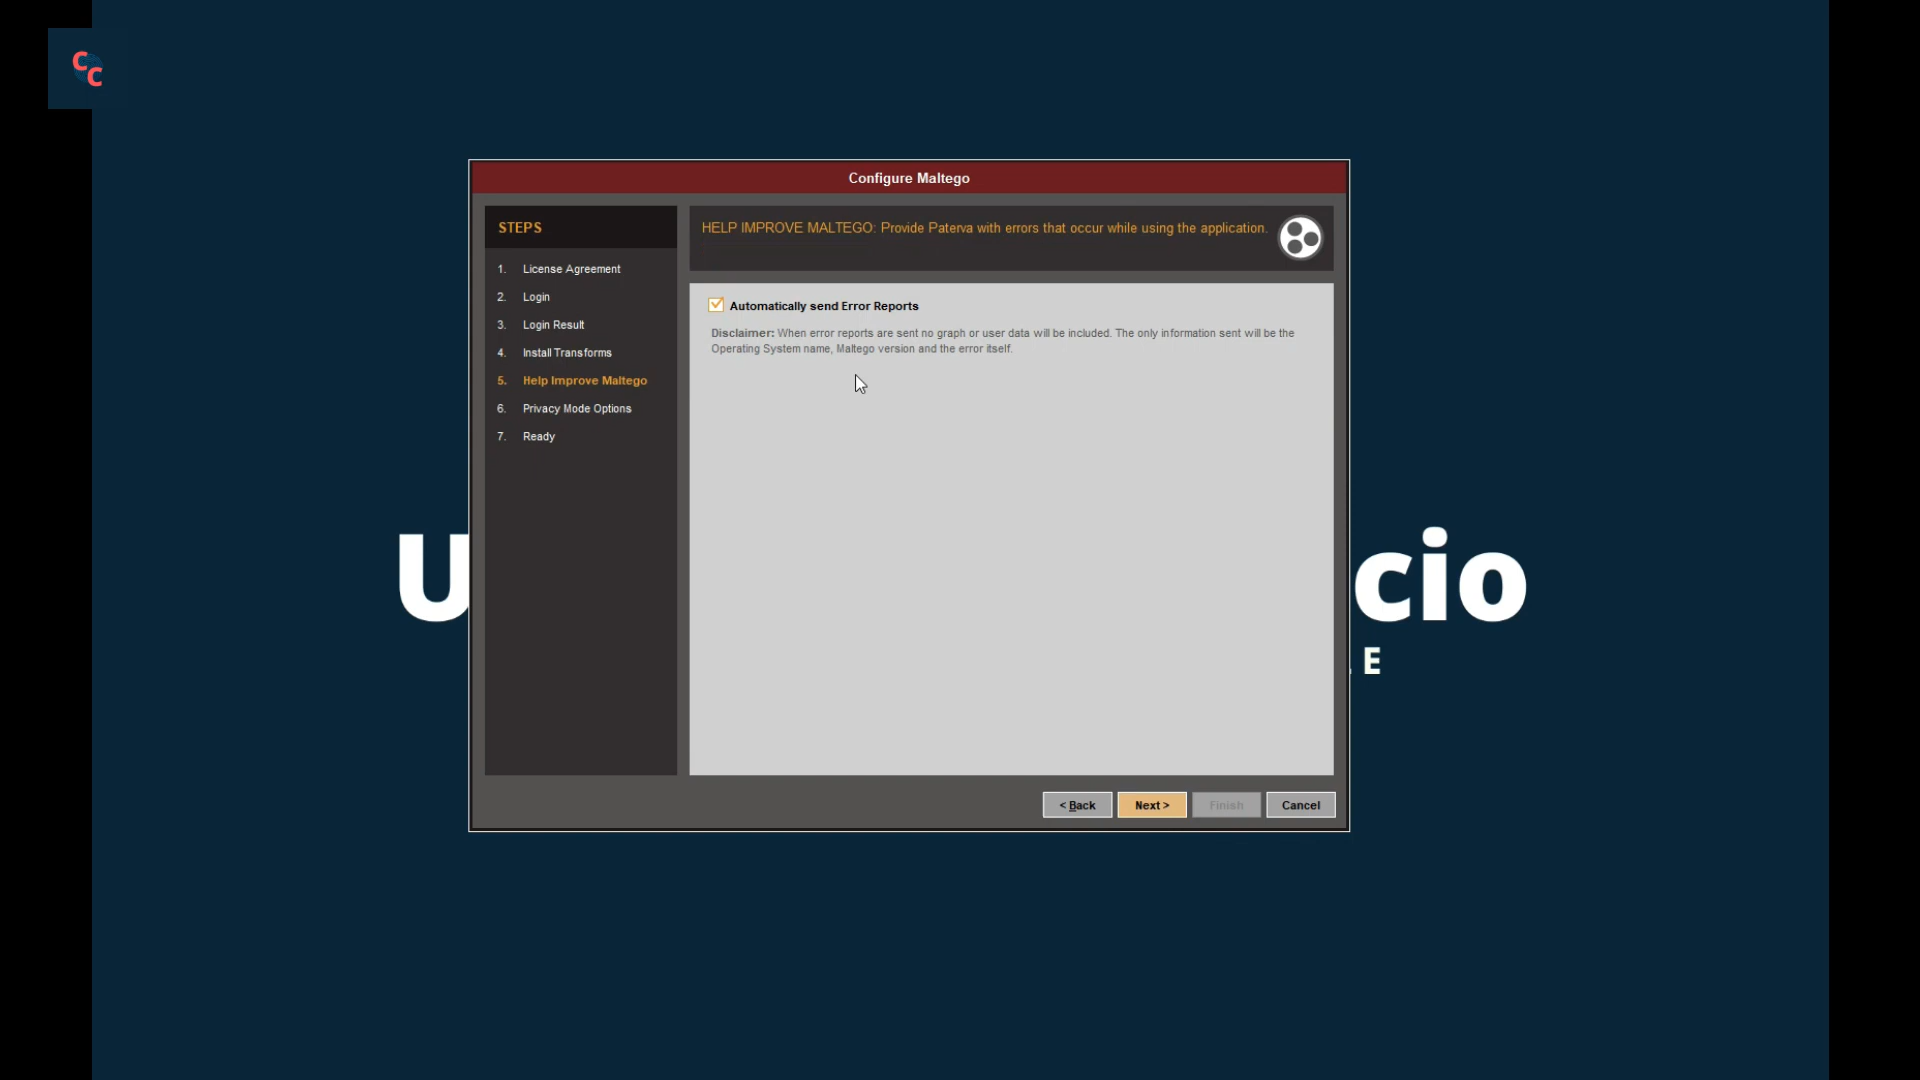 C
C
Configure Maltego
STEPS
1. License Agreement
2. Login
3. Login Result
4. Install Transforms
5. Help Improve Maltego
6. Privacy Mode Options
7. Ready
HELP IMPROVE MALTEGO: Provide Paterva with errors that occur while using the application.
Automatically send Error Reports
Disclaimer: When error reports are sent no graph or user data will be included. The only information sent will be the
Operating System name, Maltego version and the error itself.
< Back
Next >
Finish
Cancel
U
cio
E